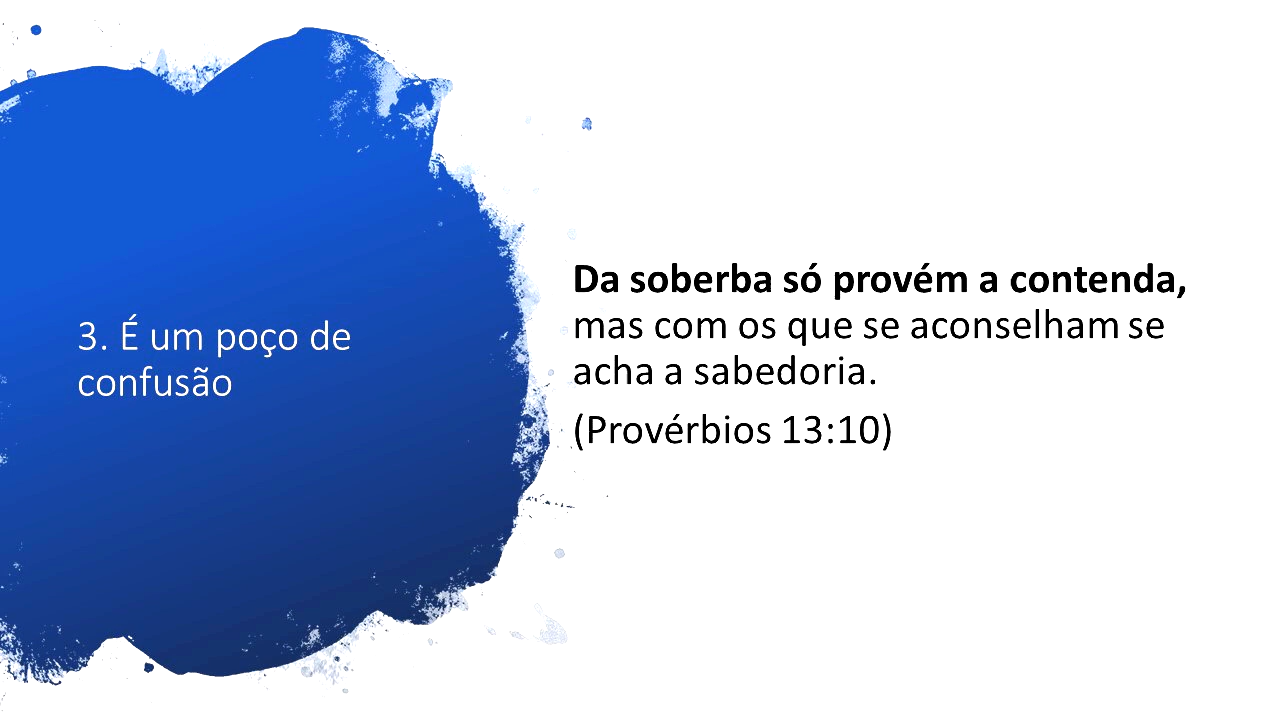 3. É um poço de
confusão
Da soberba só provém a contenda,
mas com os que se aconselham se
acha a sabedoria.
(Provérbios 13:10)